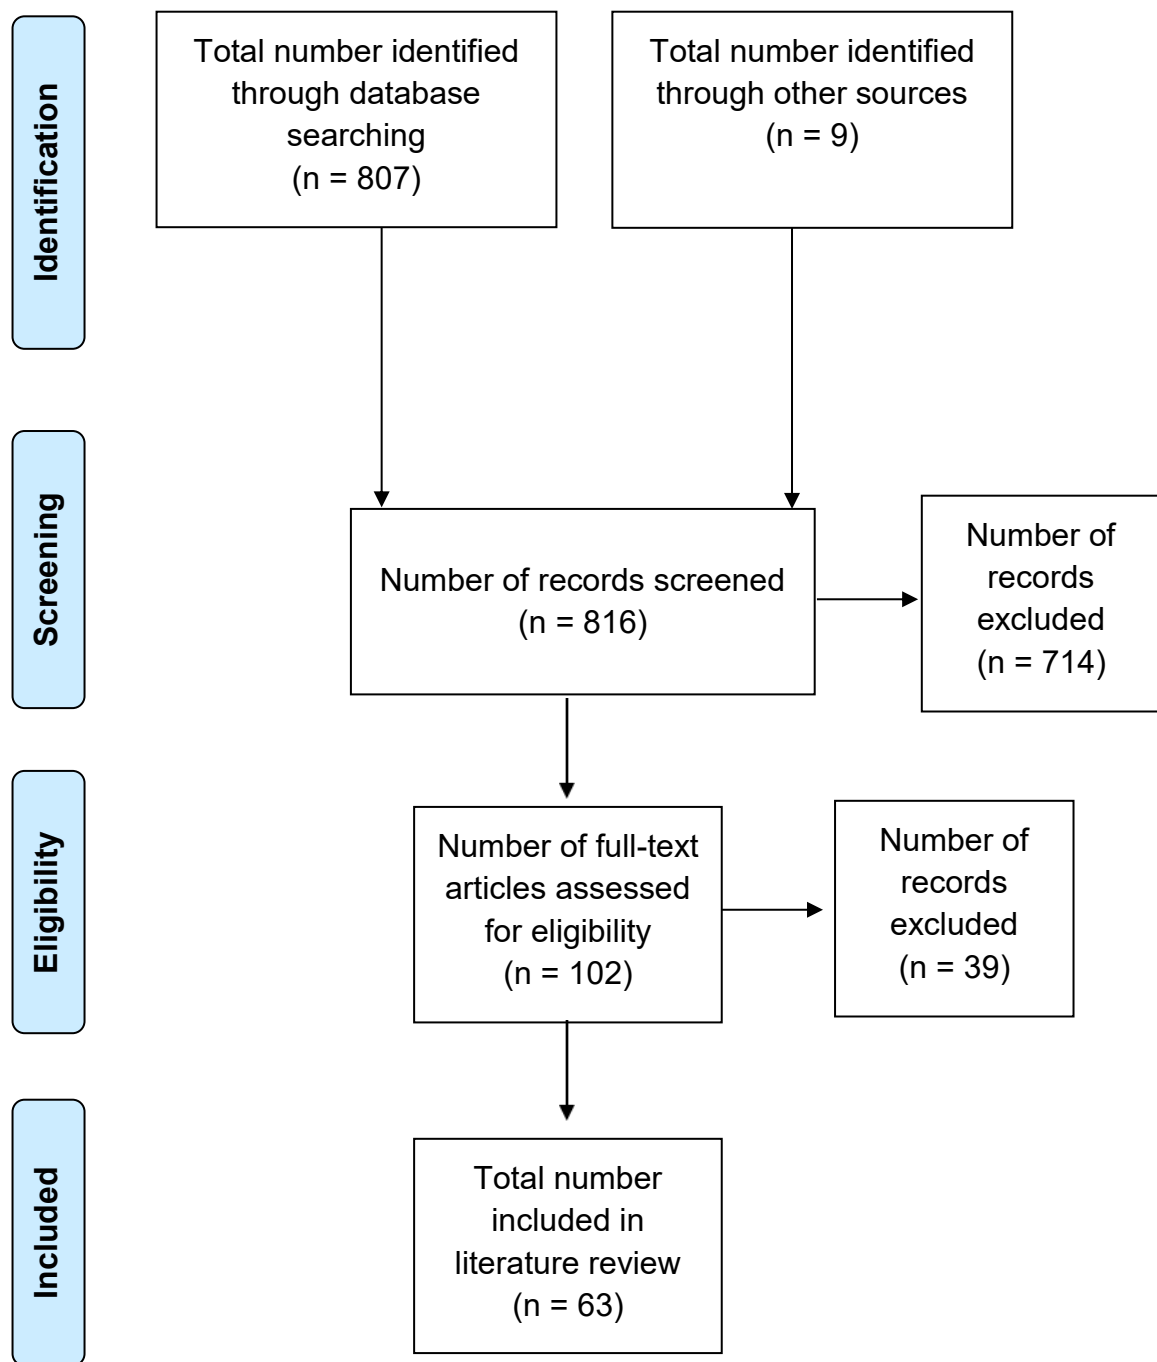 Identification
Total number identified
through database
searching
(n = 807)
Total number identified
through other sources
(n = 9)
Screening
Number of records screened
(n = 816)
Number of
records
excluded
(n = 714)
Eligibility
Number of full-text
articles assessed
for eligibility
(n = 102)
Number of
records
excluded
(n = 39)
Included
Total number
included in
literature review
(n = 63)